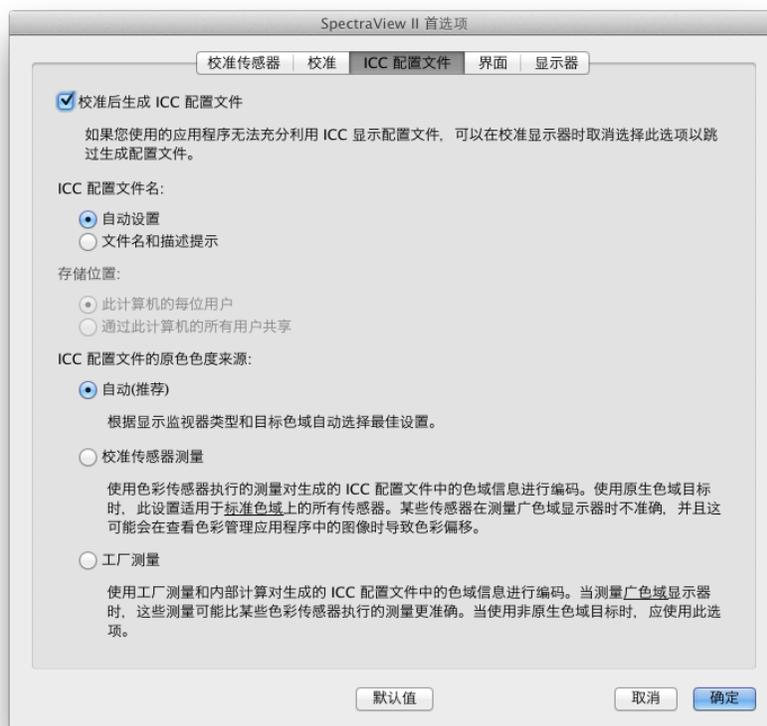 SpectraView II 首选项
校准传感器 校准 ICC 配置文件 界面 显示器
校准后生成 ICC 配置文件
如果您使用的应用程序无法充分利用 ICC 显示配置文件，可以在校准显示器时取消选择此选项以跳
过生成配置文件。
ICC 配置文件名:
自动设置
文件名和描述提示
存储位置:
此计算机的每位用户
通过此计算机的所有用户共享
ICC 配置文件的原色色度来源:
自动(推荐)
根据显示监视器类型和目标色域自动选择最佳设置。
校准传感器测量
使用色彩传感器执行的测量对生成的 ICC 配置文件中的色域信息进行编码。使用原生色域目标
时，此设置适用于标准色域上的所有传感器。某些传感器在测量广色域显示器时不准确，并且这
可能会在查看色彩管理应用程序中的图像时导致色彩偏移。
工厂测量
使用工厂测量和内部计算对生成的 ICC 配置文件中的色域信息进行编码。当测量广色域显示器
时，这些测量可能比某些色彩传感器执行的测量更准确。当使用非原生色域目标时，应使用此选
项。
默认值 取消 确定